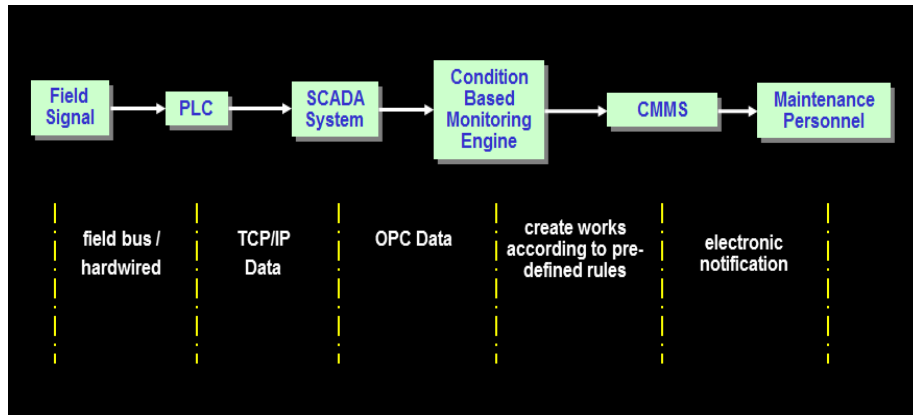 Field
Signal
PLC
SCADA
System
Condition
Based
Monitoring
Engine
CMMS
Maintenance
Personnel
field bus /
hardwired
TCP/IP
Data
OPC Data
create works
according to pre-
defined rules
electronic
notification